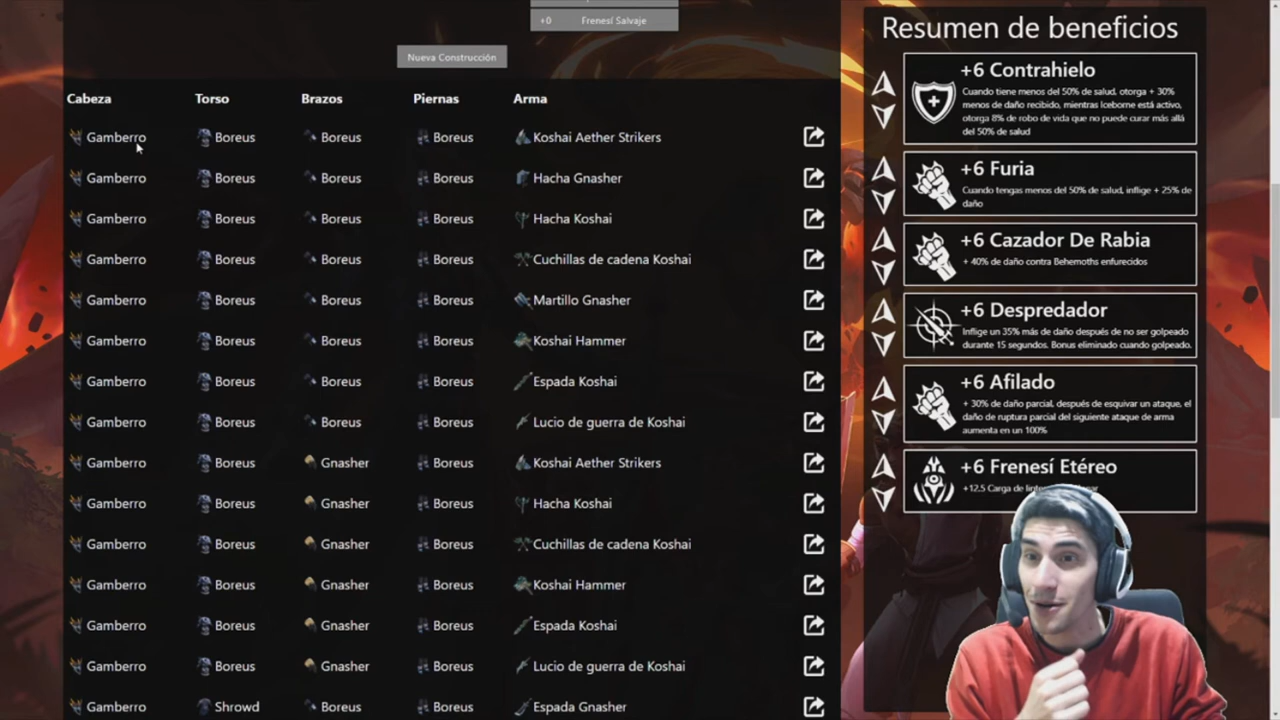 +0 Frenesí Salvaje
Nueva Construcción
Cabeza Torso Brazos Piernas Arma
Gamberro Boreus Boreus Boreus Koshai Aether Strikers
Gamberro Boreus Boreus Boreus Hacha Gnasher
Gamberro Boreus Boreus Boreus Hacha Koshai
Gamberro Boreus Boreus Boreus Cuchillas de cadena Koshai
Gamberro Boreus Boreus Boreus Martillo Gnasher
Gamberro Boreus Boreus Boreus Koshai Hammer
Gamberro Boreus Boreus Boreus Espada Koshai
Gamberro Boreus Boreus Boreus Lucio de guerra de Koshai
Gamberro Boreus Gnasher Boreus Koshai Aether Strikers
Gamberro Boreus Gnasher Boreus Hacha Koshai
Gamberro Boreus Gnasher Boreus Cuchillas de cadena Koshai
Gamberro Boreus Gnasher Boreus Koshai Hammer
Gamberro Boreus Gnasher Boreus Espada Koshai
Gamberro Boreus Gnasher Boreus Lucio de guerra de Koshai
Gamberro Shrowd Boreus Boreus Espada Gnasher
Resumen de beneficios
+6 Contrahielo
Cuando tiene menos del 50% de salud, otorga + 30%
menos de daño recibido, mientras Iceborne está activo,
otorga 8% de robo de vida que no puede curar más allá
del 50% de salud
+6 Furia
Cuando tengas menos del 50% de salud, inflige + 25% de
daño
+6 Cazador De Rabia
+ 40% de daño contra Behemoths enfurecidos
+6 Despredador
Inflige un 35% más de daño después de no ser golpeado
durante 15 segundos. Bonus eliminado cuando golpeado.
+6 Afilado
+ 30% de daño parcial, después de esquivar un ataque, el
daño de ruptura parcial del siguiente ataque de arma
aumenta en un 100%
+6 Frenesí Etéreo
+12.5 Carga de